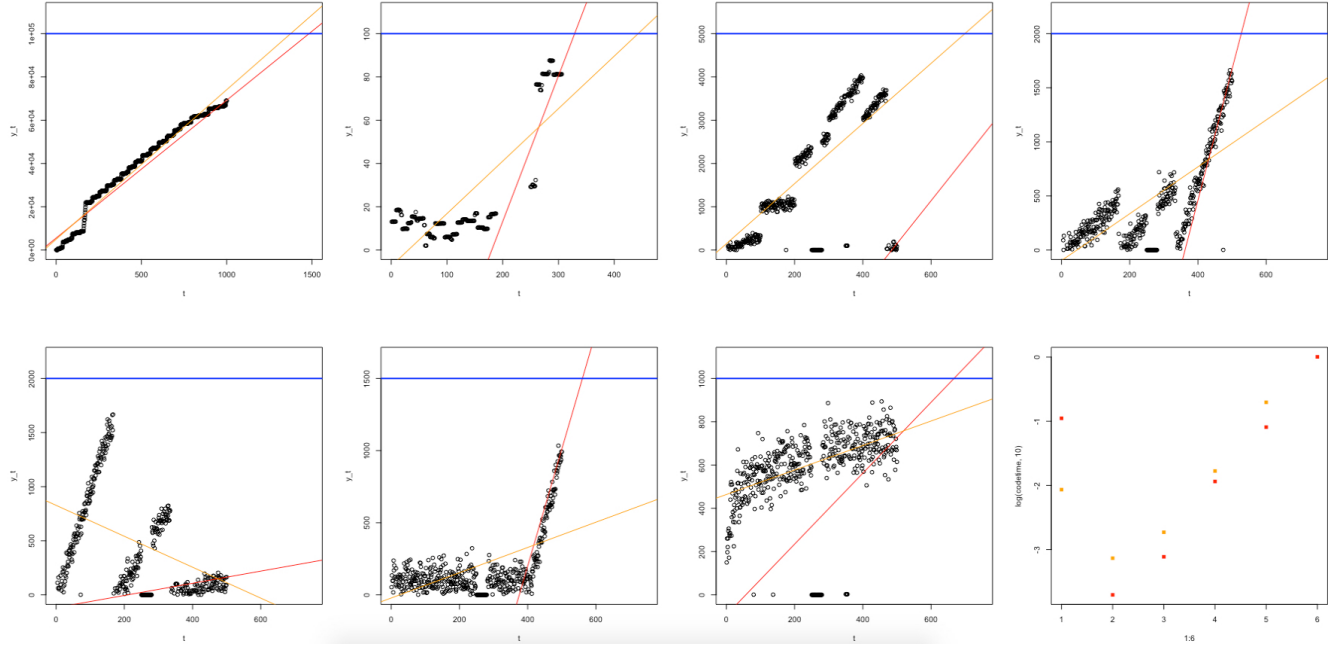 y_t
0e+00 2e+04 4e+04 6e+04 8e+04 1e+05
0 500 1000 1500
t
y_t
0 20 40 60 80 100
0 100 200 300 400
t
y_t
0 1000 2000 3000 4000 5000
0 200 400 600
t
y_t
0 500 1000 1500 2000
0 200 400 600
t
y_t
0 500 1000 1500 2000
0 200 400 600
t
y_t
0 500 1000 1500
0 200 400 600
t
y_t
0 200 400 600 800 1000
0 200 400 600
t
log(codetime, 10)
-3 -2 -1 0
1 2 3 4 5 6
1:6